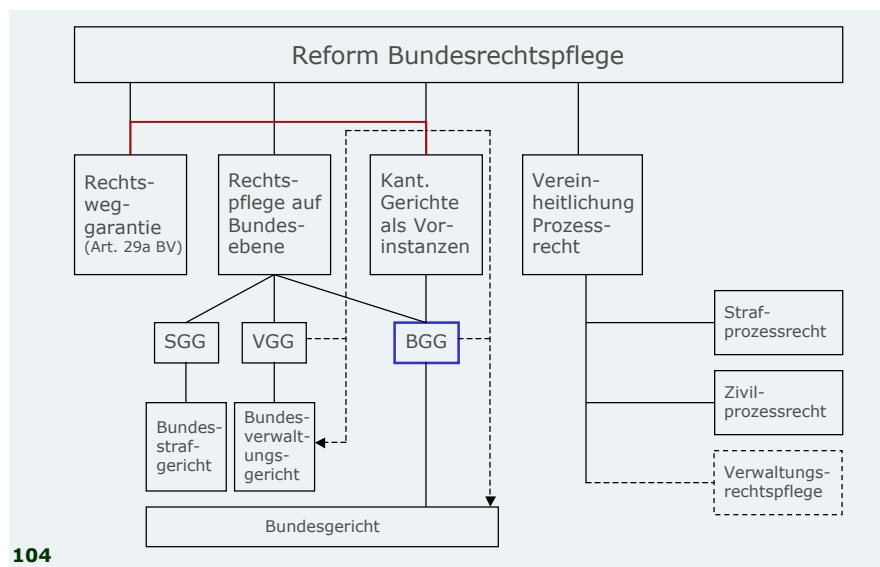 Reform Bundesrechtspflege
Rechts-
weg-
garantie
(Art. 29a BV)
Rechts-
pflege auf
Bundes-
ebene
Kant.
Gerichte
als Vor-
instanzen
Verein-
heitlichung
Prozess-
recht
SGG
VGG
BGG
Straf-
prozessrecht
Zivil-
prozessrecht
Verwaltungs-
rechtspflege
Bundes-
straf-
gericht
Bundes-
verwalt-
ungs-
gericht
Bundesgericht
104